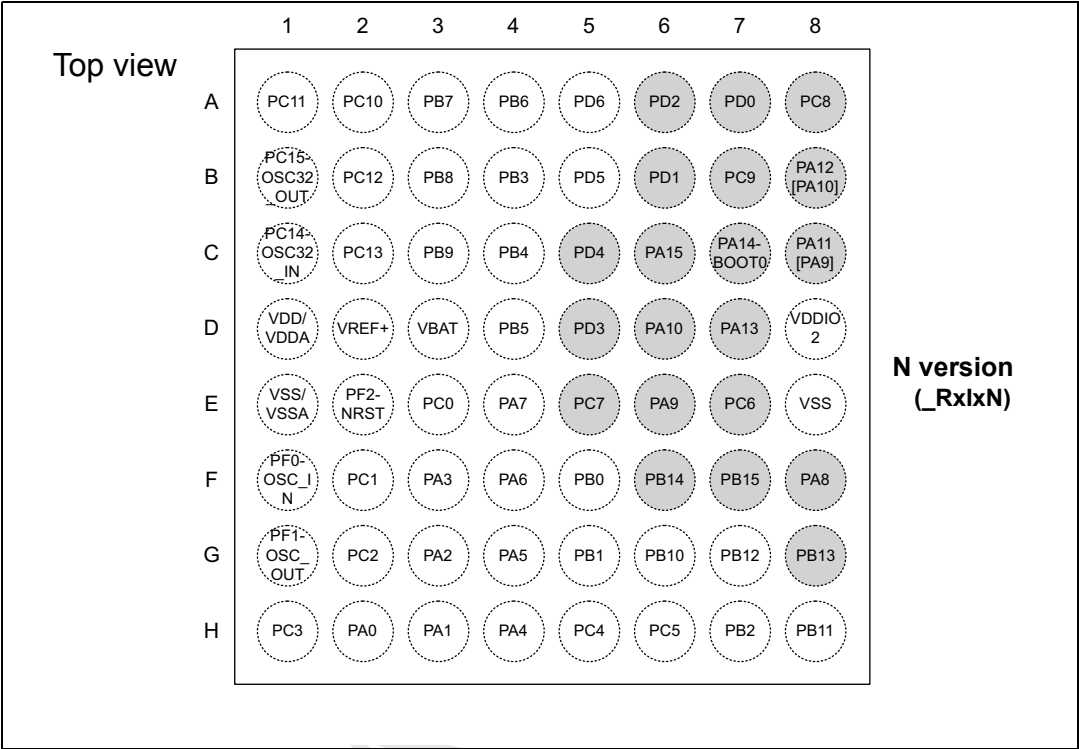 1 2 3 4 5 6 7 8
Top view
A PC11 PC10 PB7 PB6 PD6 PD2 PD0 PC8
B PC15-
OSC32
_OUT PC12 PB8 PB3 PD5 PD1 PC9 PA12
[PA10]
C PC14-
OSC32
_IN PC13 PB9 PB4 PD4 PA15 PA14-
BOOT0 PA11
[PA9]
D VDD/
VDDA VREF+ VBAT PB5 PD3 PA10 PA13 VDDIO
2
E VSS/
VSSA PF2-
NRST PC0 PA7 PC7 PA9 PC6 VSS
N version
(_RxIxN)
F PF0-
OSC_I
N PC1 PA3 PA6 PB0 PB14 PB15 PA8
G PF1-
OSC_
OUT PC2 PA2 PA5 PB1 PB10 PB12 PB13
H PC3 PA0 PA1 PA4 PC4 PC5 PB2 PB11